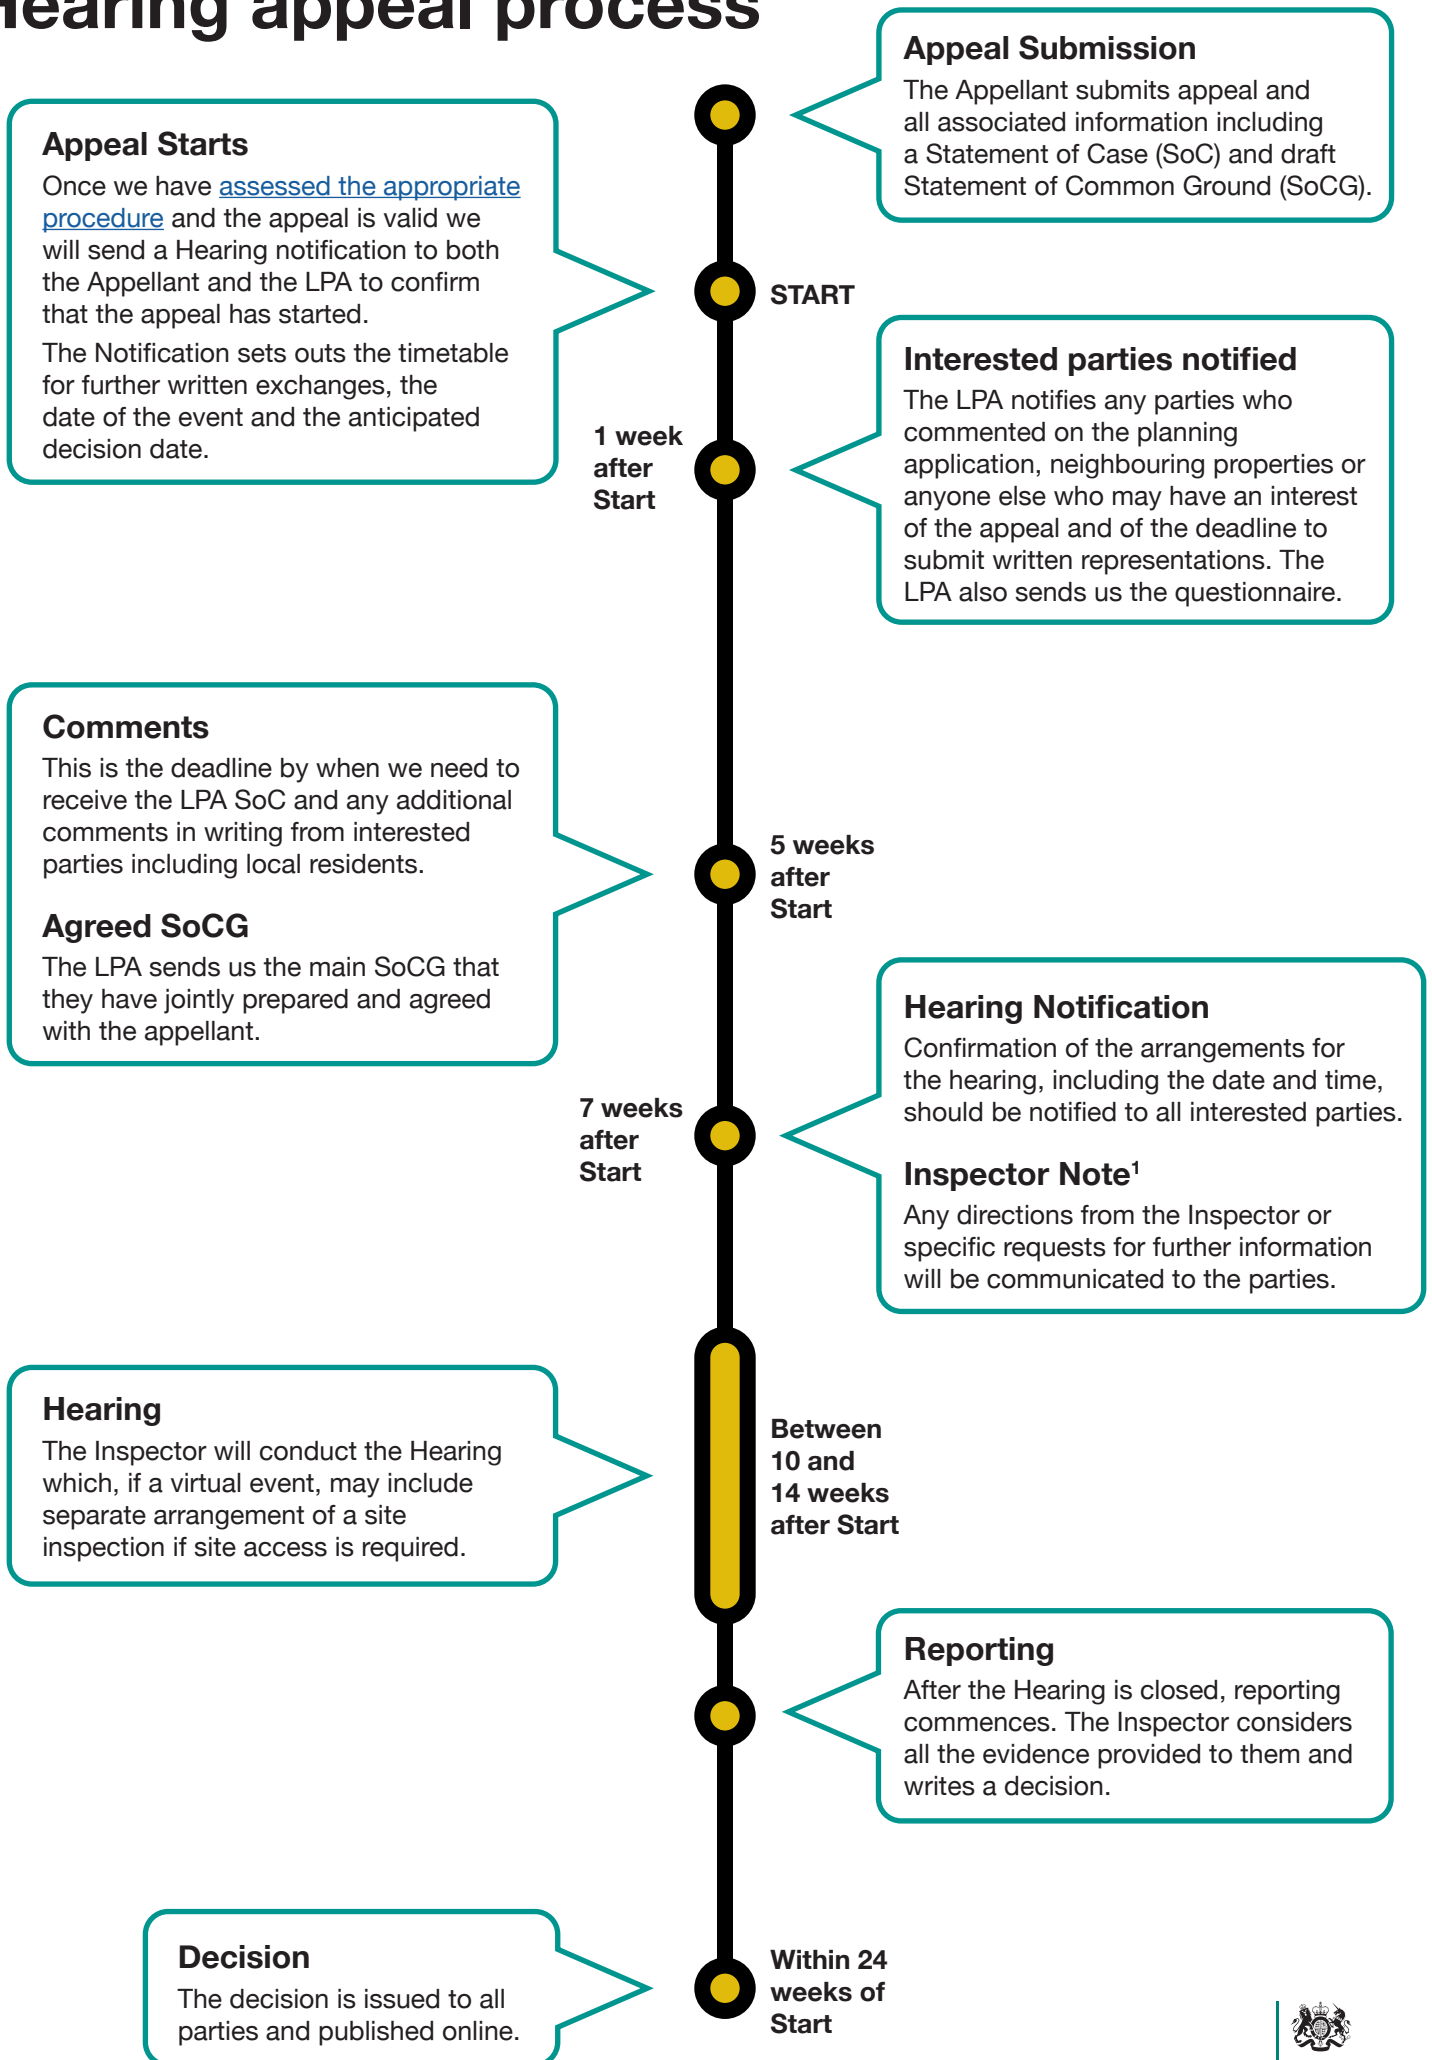 Hearing appeal process
Appeal Submission
The Appellant submits appeal and
all associated information including
a Statement of Case (SoC) and draft
Statement of Common Ground (SoCG).
Appeal Starts
Once we have assessed the appropriate
procedure and the appeal is valid we
will send a Hearing notification to both
the Appellant and the LPA to confirm
that the appeal has started.
The Notification sets outs the timetable
for further written exchanges, the
date of the event and the anticipated
decision date.
START
Interested parties notified
The LPA notifies any parties who
commented on the planning
application, neighbouring properties or
anyone else who may have an interest
of the appeal and of the deadline to
submit written representations. The
LPA also sends us the questionnaire.
1 week
after
Start
Comments
This is the deadline by when we need to
receive the LPA SoC and any additional
comments in writing from interested
parties including local residents.
Agreed SoCG
The LPA sends us the main SoCG that
they have jointly prepared and agreed
with the appellant.
5 weeks
after
Start
Hearing Notification
Confirmation of the arrangements for
the hearing, including the date and time,
should be notified to all interested parties.
Inspector Note¹
Any directions from the Inspector or
specific requests for further information
will be communicated to the parties.
7 weeks
after
Start
Hearing
The Inspector will conduct the Hearing
which, if a virtual event, may include
separate arrangement of a site
inspection if site access is required.
Between
10 and
14 weeks
after Start
Reporting
After the Hearing is closed, reporting
commences. The Inspector considers
all the evidence provided to them and
writes a decision.
Decision
The decision is issued to all
parties and published online.
Within 24
weeks of
Start